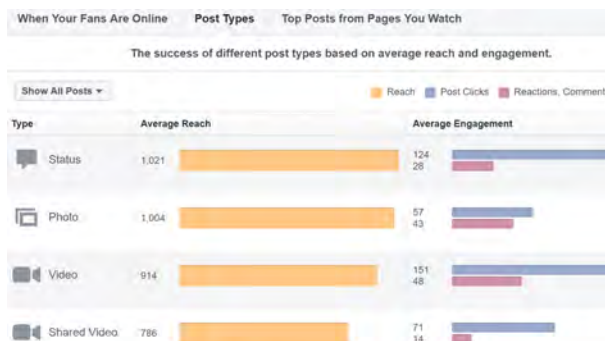 When Your Fans Are Online Post Types Top Posts from Pages You Watch
The success of different post types based on average reach and engagement.
Show All Posts Reach Post Clicks Reactions, Comment
Type Average Reach Average Engagement
Status 1,021 124
28
Photo 1,004 57
43
Video 914 151
48
Shared Video 786 71
14